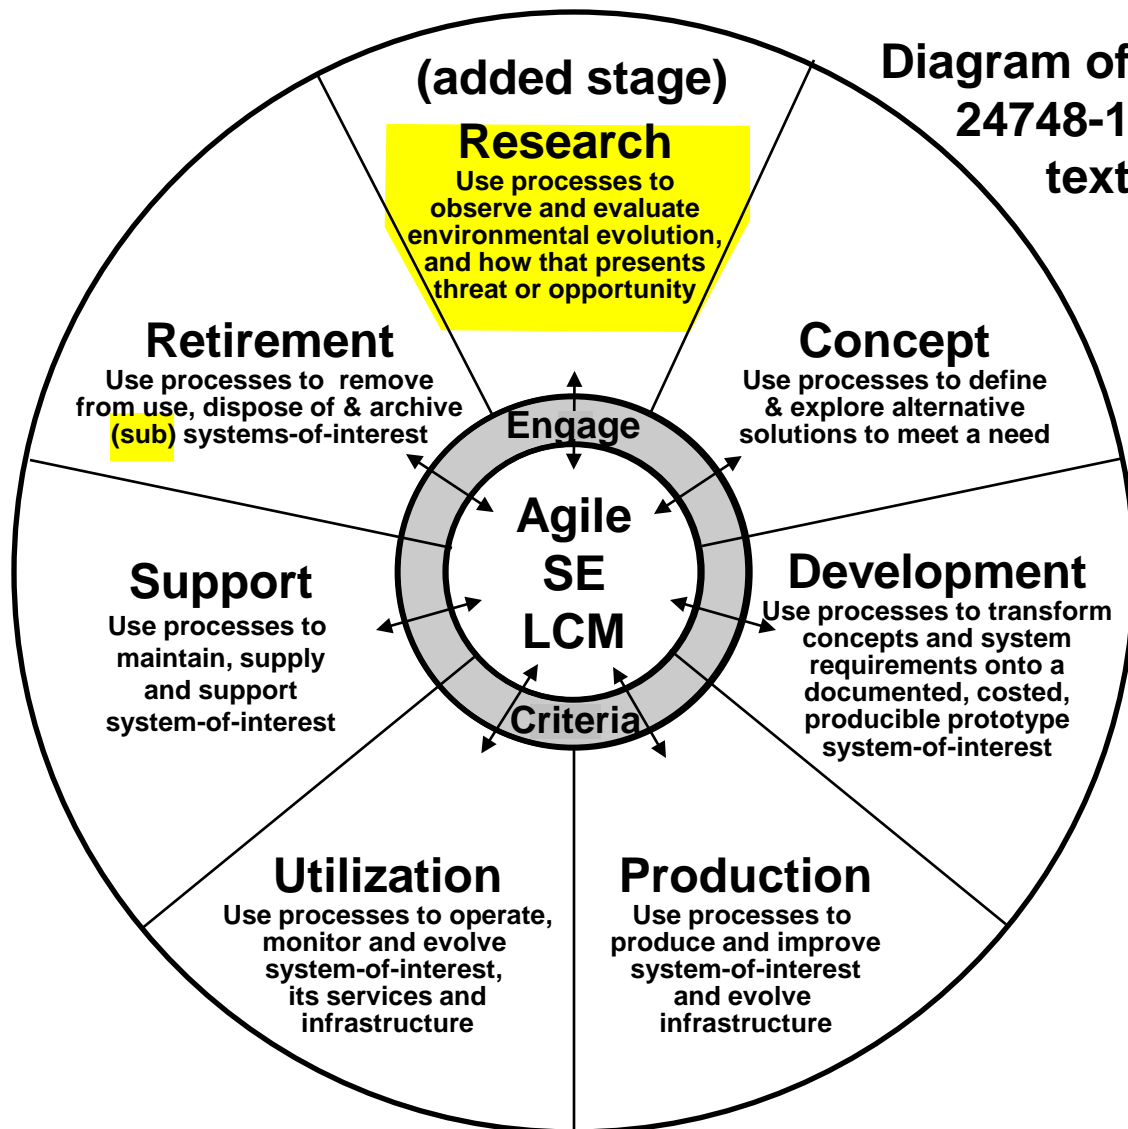 (added stage)
Research
Use processes to
observe and evaluate
environmental evolution,
and how that presents
threat or opportunity
Diagram of
24748-1
text
Concept
Use processes to define
& explore alternative
solutions to meet a need
Development
Use processes to transform
concepts and system
requirements onto a
documented, costed,
producible prototype
system-of-interest
Production
Use processes to
produce and improve
system-of-interest
and evolve
infrastructure
Utilization
Use processes to operate,
monitor and evolve
system-of-interest,
its services and
infrastructure
Support
Use processes to
maintain, supply
and support
system-of-interest
Retirement
Use processes to remove
from use, dispose of & archive
(sub) systems-of-interest
Engage
Agile
SE
LCM
Criteria